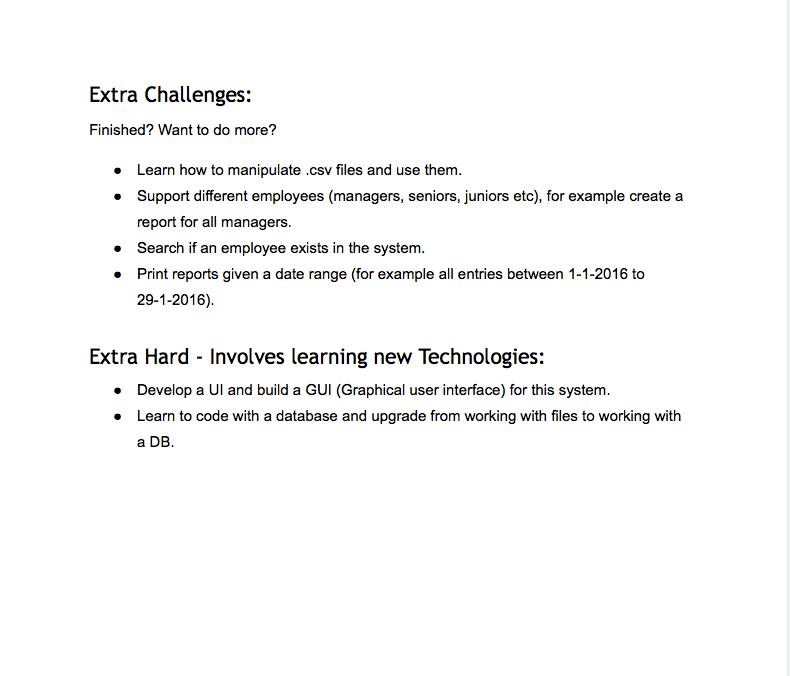 Extra Challenges:
Finished? Want to do more?
● Learn how to manipulate .csv files and use them.
● Support different employees (managers, seniors, juniors etc), for example create a
report for all managers.
● Search if an employee exists in the system.
● Print reports given a date range (for example all entries between 1-1-2016 to
29-1-2016).
Extra Hard - Involves learning new Technologies:
● Develop a UI and build a GUI (Graphical user interface) for this system.
● Learn to code with a database and upgrade from working with files to working with
a DB.